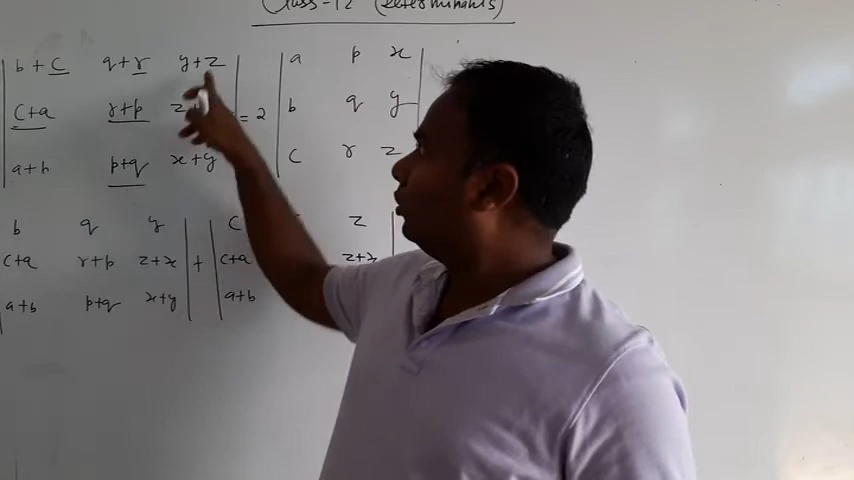 Class-12 (Determinants)
b+c q+r y+z a p x
c+a r+p z = 2 b q y
a+b p+q x+y c r z
b q y c z
c+a r+p z+x + c+a z+x
a+b p+q x+y a+b